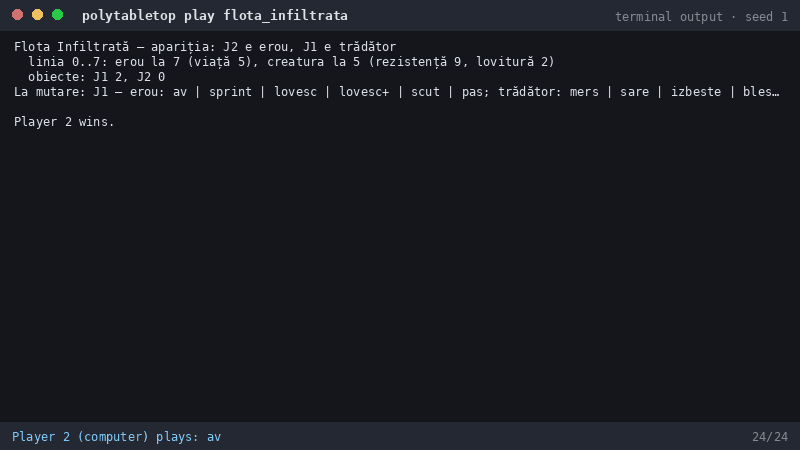 polytabletop play flota_infiltrata
terminal output · seed 1
Flota Infiltrată — apariția: J2 e erou, J1 e trădător
linia 0..7: erou la 7 (viață 5), creatura la 5 (rezistență 9, lovitură 2)
obiecte: J1 2, J2 0
La mutare: J1 — erou: av | sprint | lovesc | lovesc+ | scut | pas; trădător: mers | sare | izbeste | bles…
Player 2 wins.
Player 2 (computer) plays: av
24/24